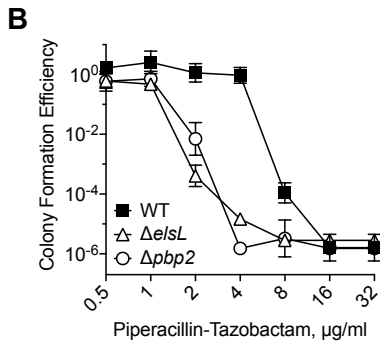 B
Colony Formation Efficiency
10⁰
10⁻²
10⁻⁴
10⁻⁶
WT
ΔelsL
Δpbp2
0.5 1 2 4 8 16 32
Piperacillin-Tazobactam, µg/ml